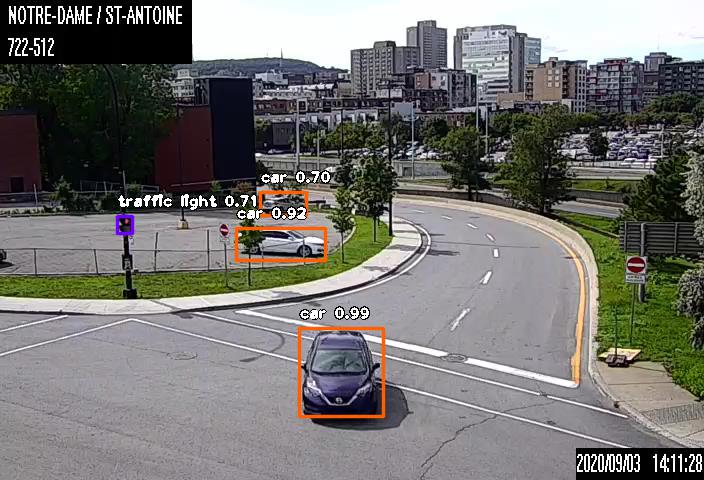 NOTRE-DAME / ST-ANTOINE
722-512
car 0.70
traffic light 0.71
car 0.92
car 0.99
2020/09/03 14:11:28